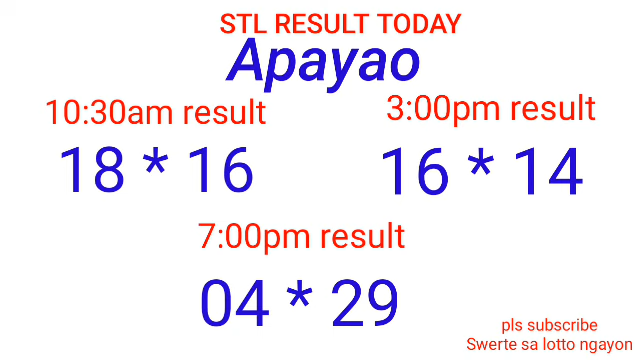 STL RESULT TODAY
Apayao
10:30am result
18 * 16
3:00pm result
16 * 14
7:00pm result
04 * 29
pls subscribe
Swerte sa lotto ngayon